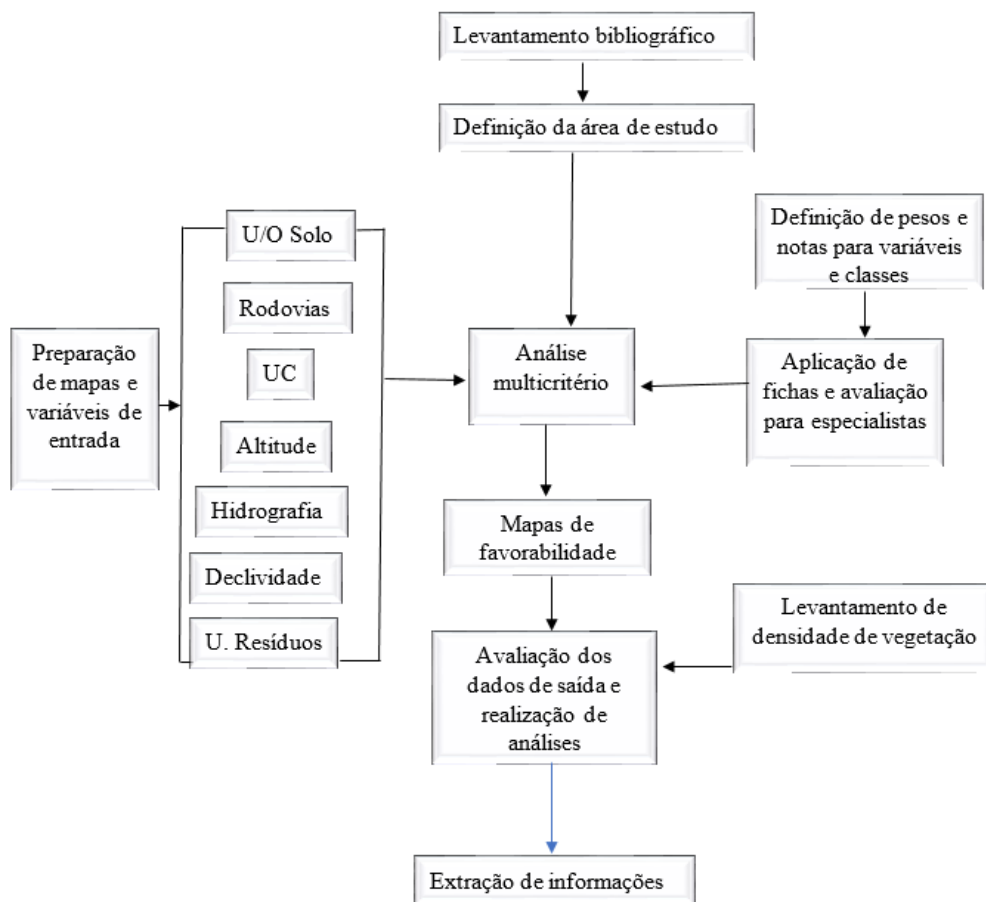 Levantamento bibliográfico
Definição da área de estudo
Definição de pesos e
notas para variáveis
e classes
U/O Solo
Rodovias
UC
Altitude
Hidrografia
Declividade
U. Resíduos
Preparação
de mapas e
variáveis de
entrada
Análise
multicritério
Aplicação de
fichas e avaliação
para especialistas
Mapas de
favorabilidade
Levantamento de
densidade de vegetação
Avaliação dos
dados de saída e
realização de
análises
Extração de informações